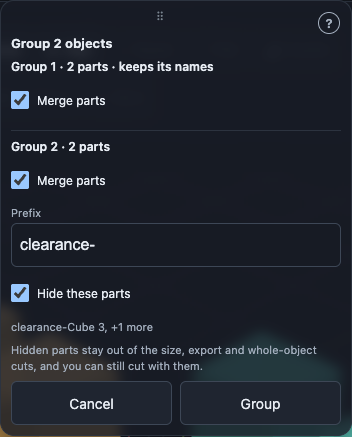 ?
Group 2 objects
Group 1 · 2 parts · keeps its names
Merge parts
Group 2 · 2 parts
Merge parts
Prefix
clearance-
Hide these parts
clearance-Cube 3, +1 more
Hidden parts stay out of the size, export and whole-object
cuts, and you can still cut with them.
Cancel
Group